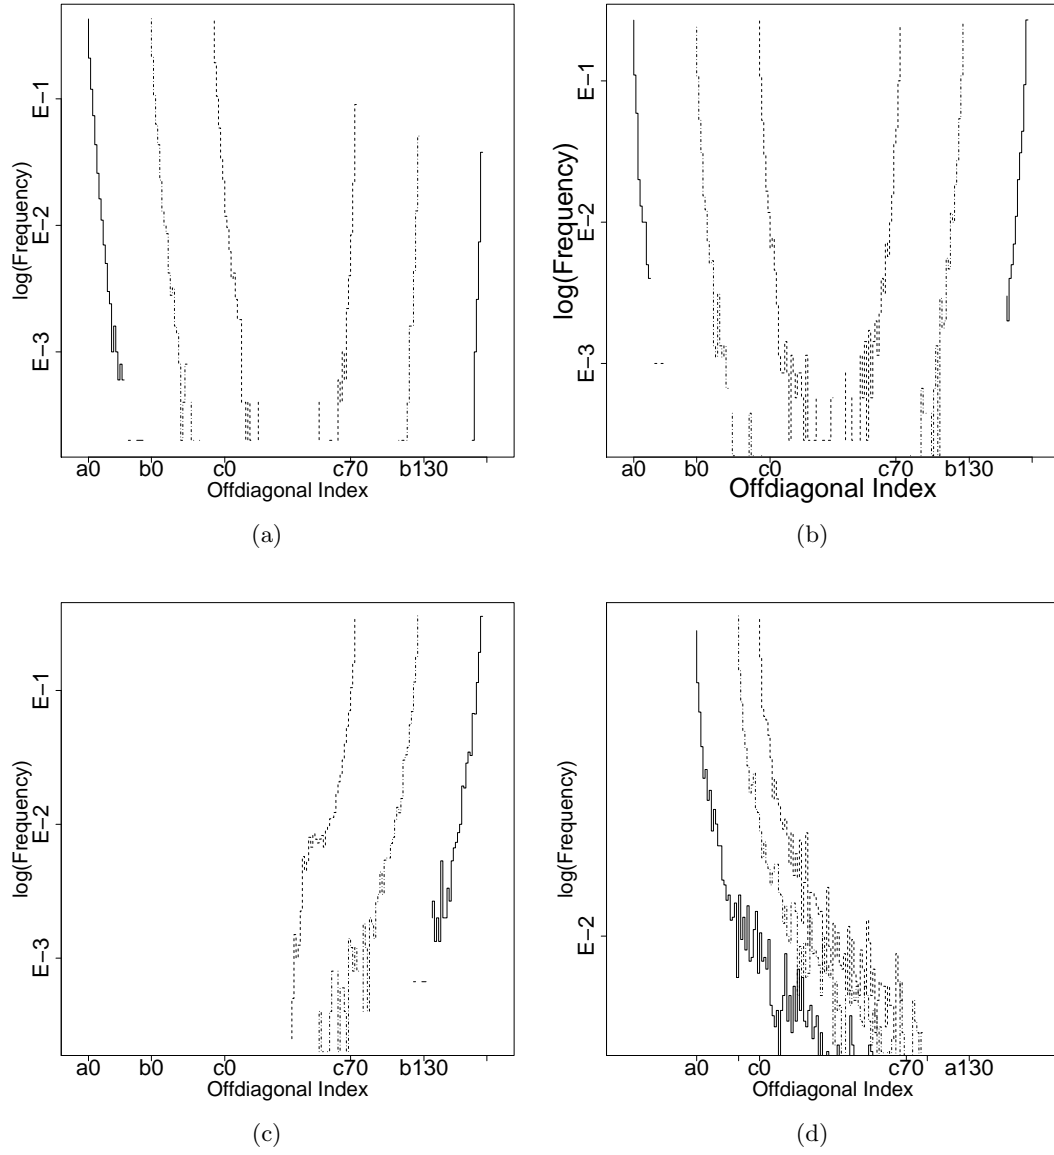 log(Frequency)
E−1
E−2
E−3
a0 b0 c0 c70 b130
Offdiagonal Index
(a)
log(Frequency)
E−1
E−2
E−3
a0 b0 c0 c70 b130
Offdiagonal Index
(b)
log(Frequency)
E−1
E−2
E−3
a0 b0 c0 c70 b130
Offdiagonal Index
(c)
log(Frequency)
E−2
a0 c0 c70 a130
Offdiagonal Index
(d)